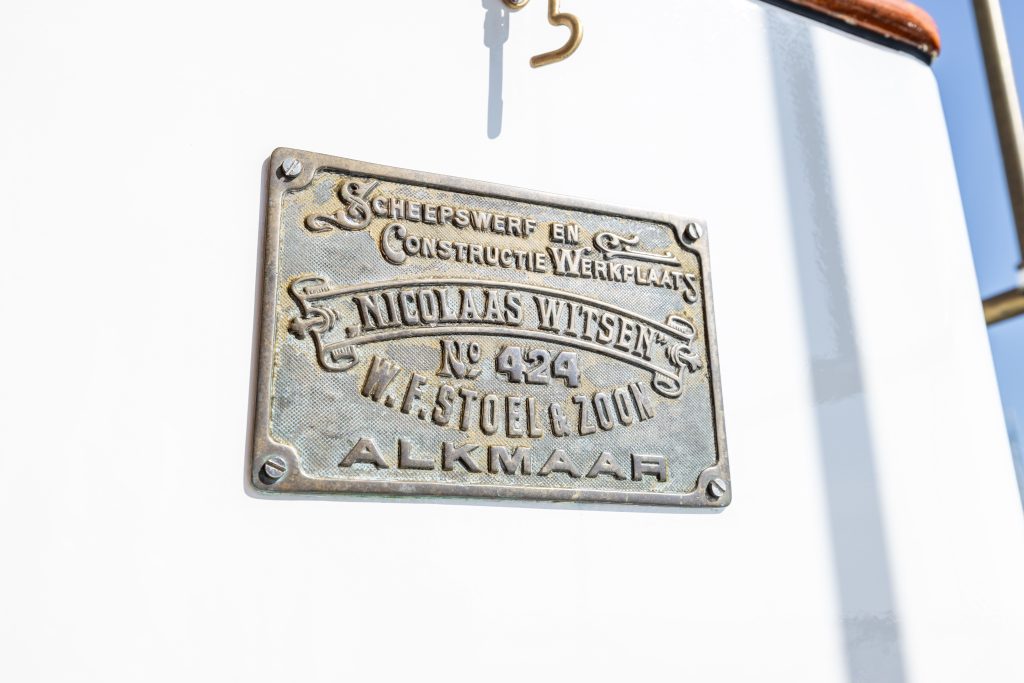 SCHEEPSWERF EN
CONSTRUCTIE WERKPLAATS
„NICOLAAS WITSEN"
No 424
W.F. STOEL & ZOON
ALKMAAR